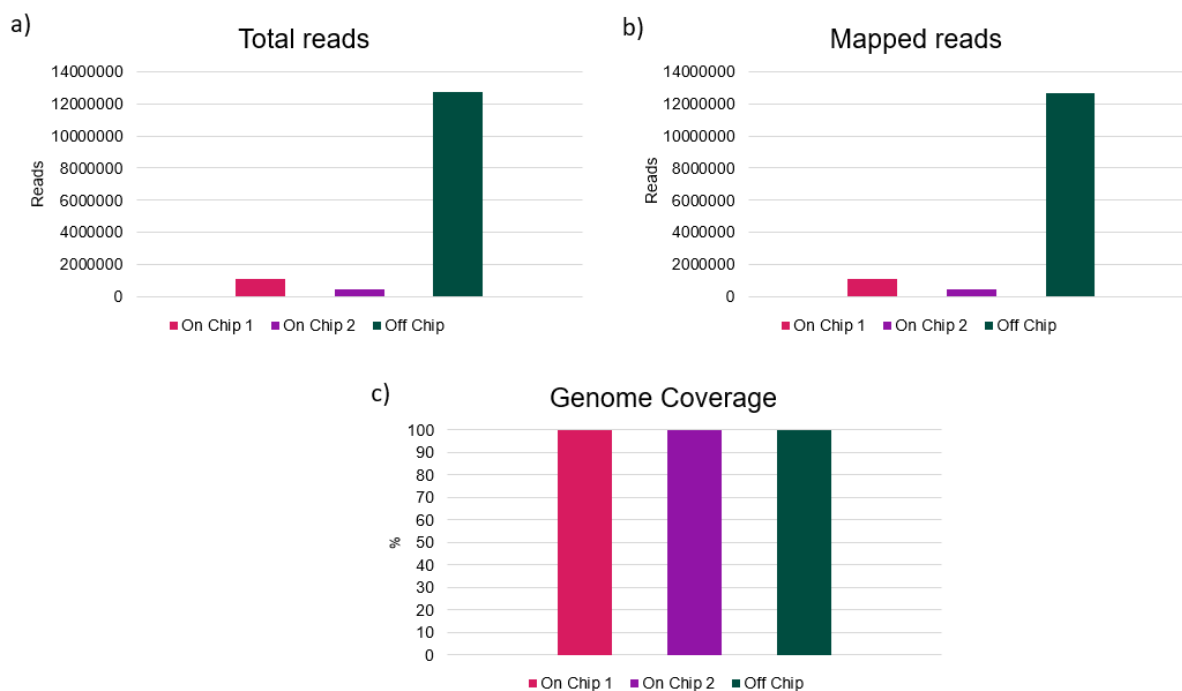 a)
Total reads
Reads
14000000
12000000
10000000
8000000
6000000
4000000
2000000
0
On Chip 1 On Chip 2 Off Chip
b)
Mapped reads
Reads
14000000
12000000
10000000
8000000
6000000
4000000
2000000
0
On Chip 1 On Chip 2 Off Chip
c)
Genome Coverage
%
100
90
80
70
60
50
40
30
20
10
0
On Chip 1 On Chip 2 Off Chip